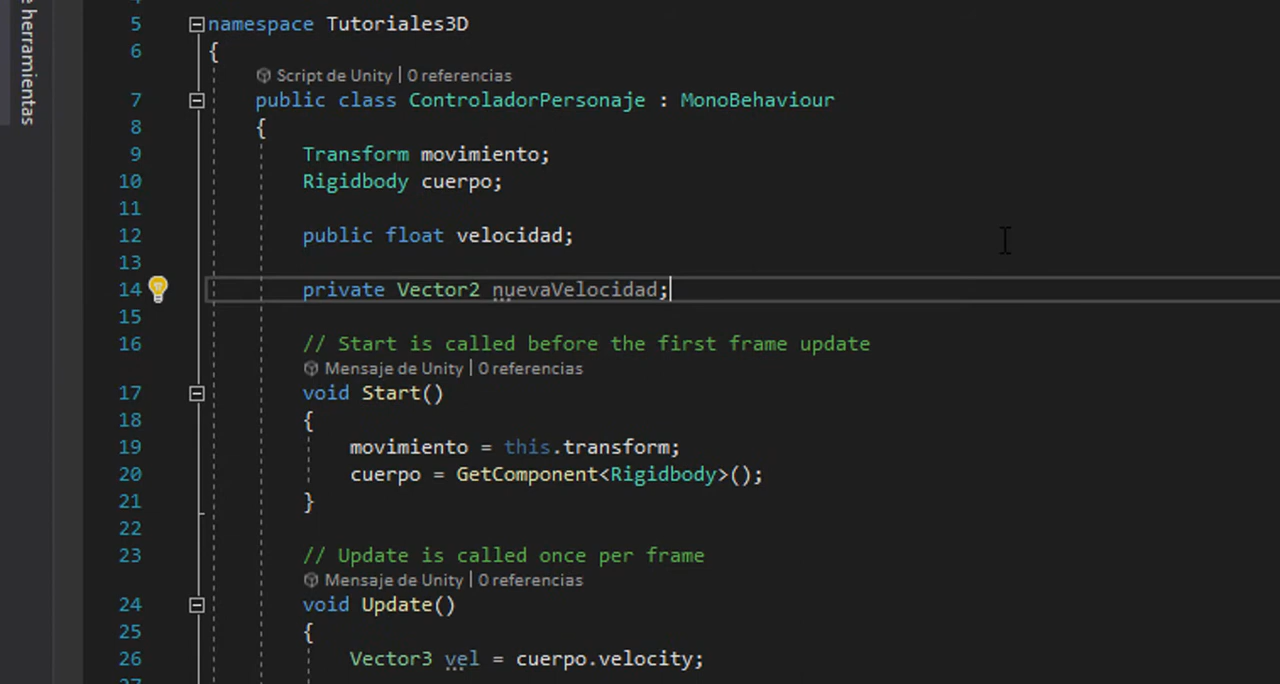 e herramientas
5 namespace Tutoriales3D
6 {
Script de Unity | 0 referencias
7 public class ControladorPersonaje : MonoBehaviour
8 {
9 Transform movimiento;
10 Rigidbody cuerpo;
11
12 public float velocidad;
13
14 private Vector2 nuevaVelocidad;
15
16 // Start is called before the first frame update
Mensaje de Unity | 0 referencias
17 void Start()
18 {
19 movimiento = this.transform;
20 cuerpo = GetComponent<Rigidbody>();
21 }
22
23 // Update is called once per frame
Mensaje de Unity | 0 referencias
24 void Update()
25 {
26 Vector3 vel = cuerpo.velocity;